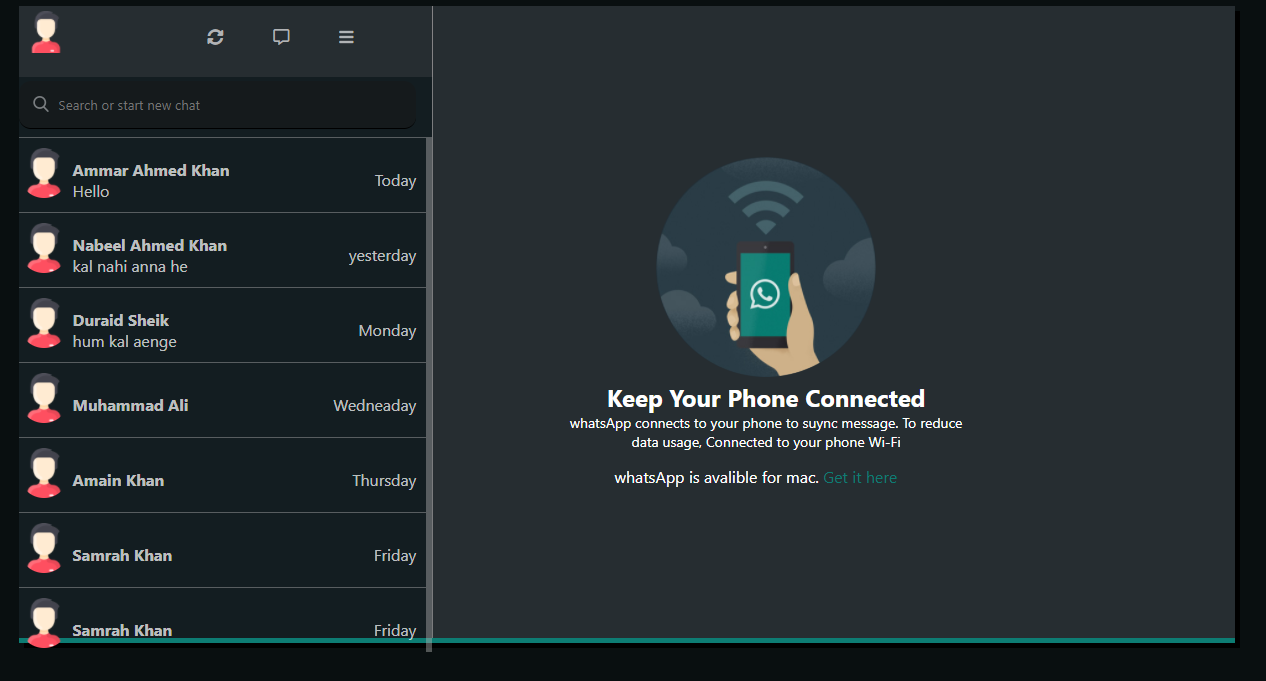 Search or start new chat
Ammar Ahmed Khan
Hello
Today
Nabeel Ahmed Khan
kal nahi anna he
yesterday
Duraid Sheik
hum kal aenge
Monday
Muhammad Ali
Wedneaday
Amain Khan
Thursday
Samrah Khan
Friday
Samrah Khan
Friday
Keep Your Phone Connected
whatsApp connects to your phone to suync message. To reduce
data usage, Connected to your phone Wi-Fi
whatsApp is avalible for mac. Get it here